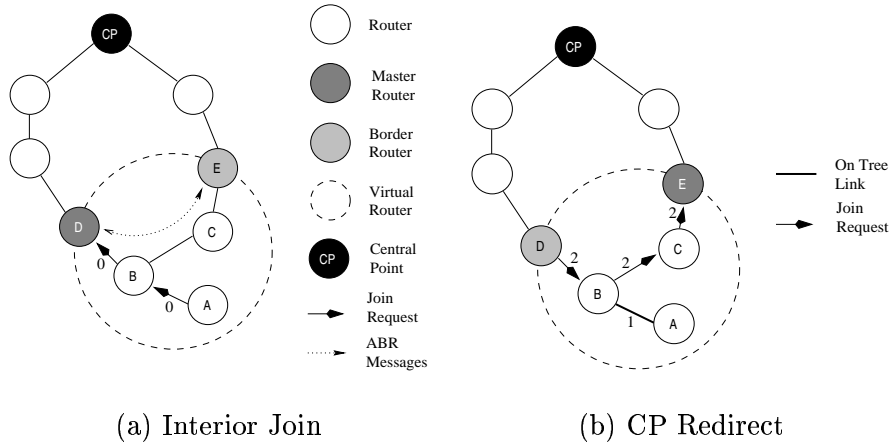 CP
E
D
C
B
A
0
0
Router
Master
Router
Border
Router
Virtual
Router
CP
Central
Point
Join
Request
ABR
Messages
(a) Interior Join
CP
E
D
C
B
A
2
2
2
1
On Tree
Link
Join
Request
(b) CP Redirect